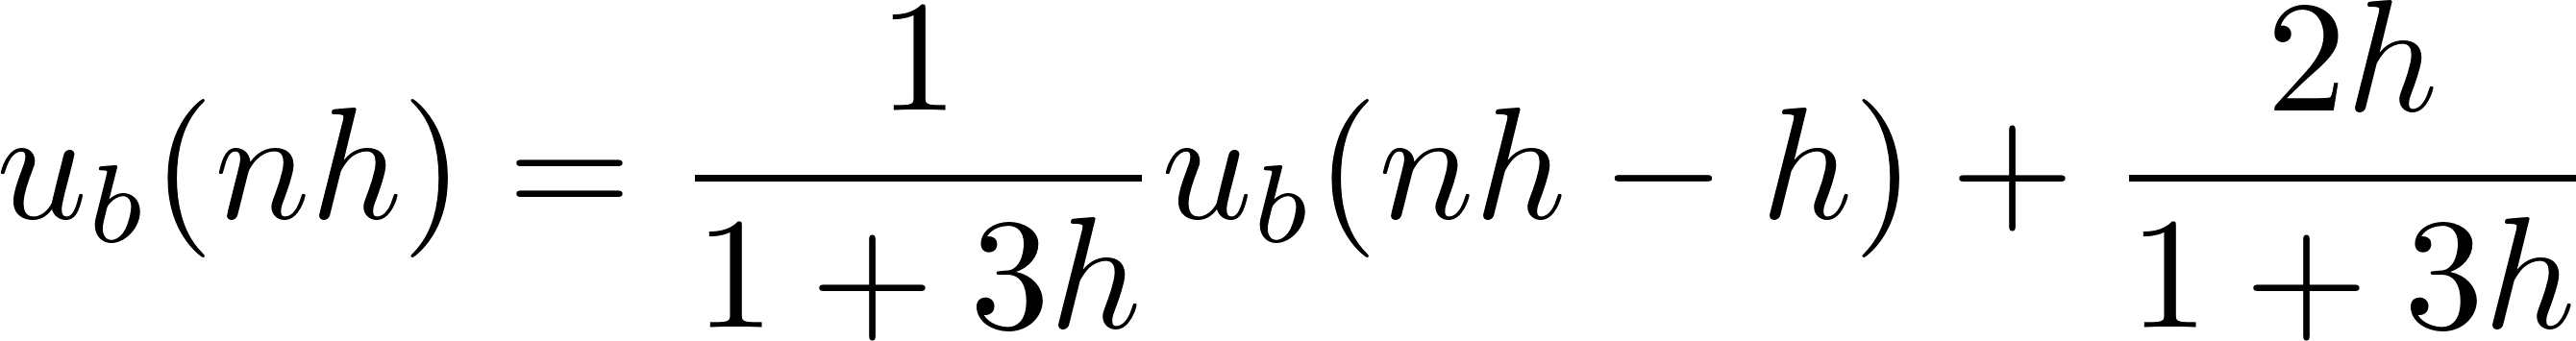 u_b(nh) = \frac{1}{1 + 3h} u_b(nh - h) + \frac{2h}{1 + 3h}